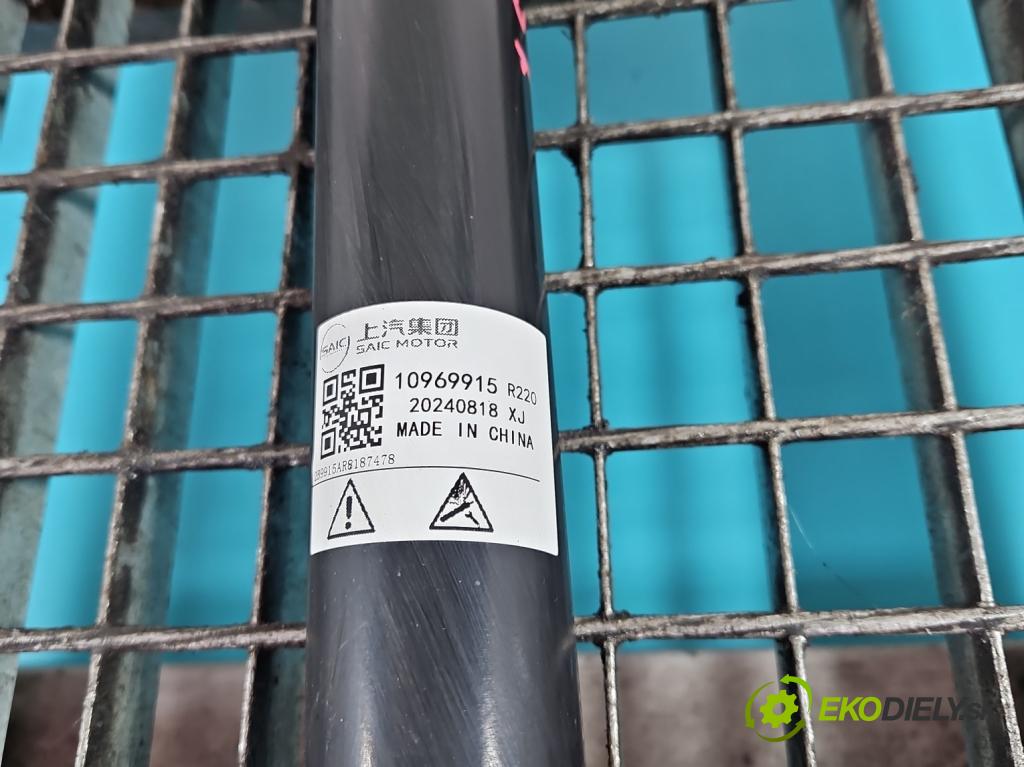 SAIC
上汽集团
SAIC MOTOR
10969915 R220
20240818 XJ
MADE IN CHINA
EKODIELY.sk